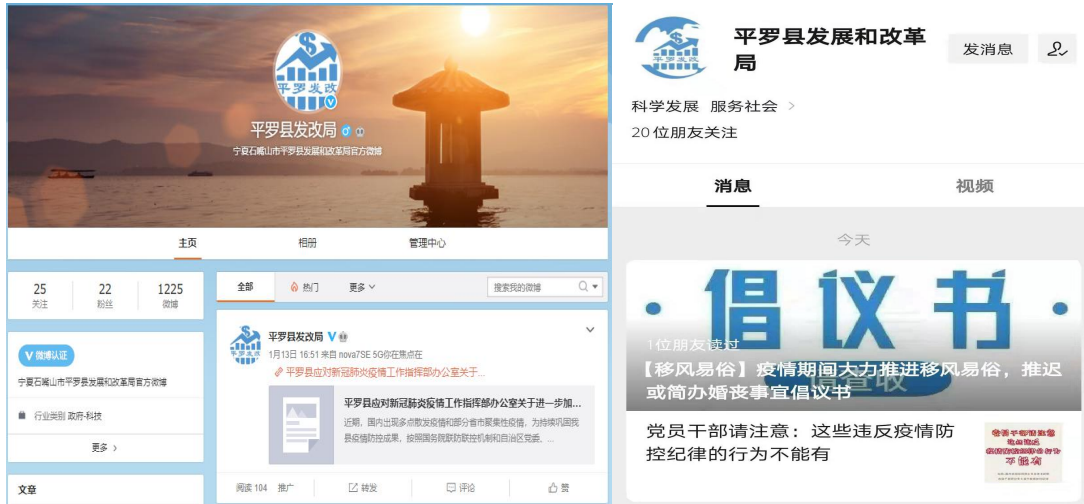 平罗发改
平罗县发改局
宁夏石嘴山市平罗县发展和改革局官方微博
主页
相册
管理中心
25
关注
22
粉丝
1225
微博
微博认证
宁夏石嘴山市平罗县发展和改革局官方微博
行业类别 政府-科技
更多 >
文章
全部
热门
更多
搜索我的微博
平罗县发改局
1月13日 16:51 来自 nova7SE 5G你在焦点在
平罗县应对新冠肺炎疫情工作指挥部办公室关于...
平罗县应对新冠肺炎疫情工作指挥部办公室关于进一步加...
近期，国内出现多点散发疫情和部分省市聚集性疫情，为持续巩固我
县疫情防控成果，按照国务院联防联控机制和自治区党委、...
阅读 104
推广
转发
评论
赞
平罗县发展和改革
局
发消息
科学发展 服务社会 >
20位朋友关注
消息
视频
今天
·倡议书·
1位朋友读过
请查收
【移风易俗】疫情期间大力推进移风易俗，推迟
或简办婚丧事宜倡议书
党员干部请注意：这些违反疫情防
控纪律的行为不能有
不能有